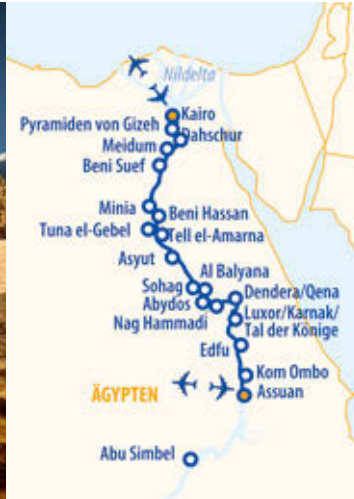 Nildelta
Kairo
Pyramiden von Gizeh
Dahschur
Meidum
Beni Suef
Minia
Beni Hassan
Tuna el-Gebel
Tell el-Amarna
Asyut
Al Balyana
Sohag
Dendera/Qena
Abydos
Luxor/Karnak/
Tal der Könige
Nag Hammadi
Edfu
Kom Ombo
ÄGYPTEN
Assuan
Abu Simbel